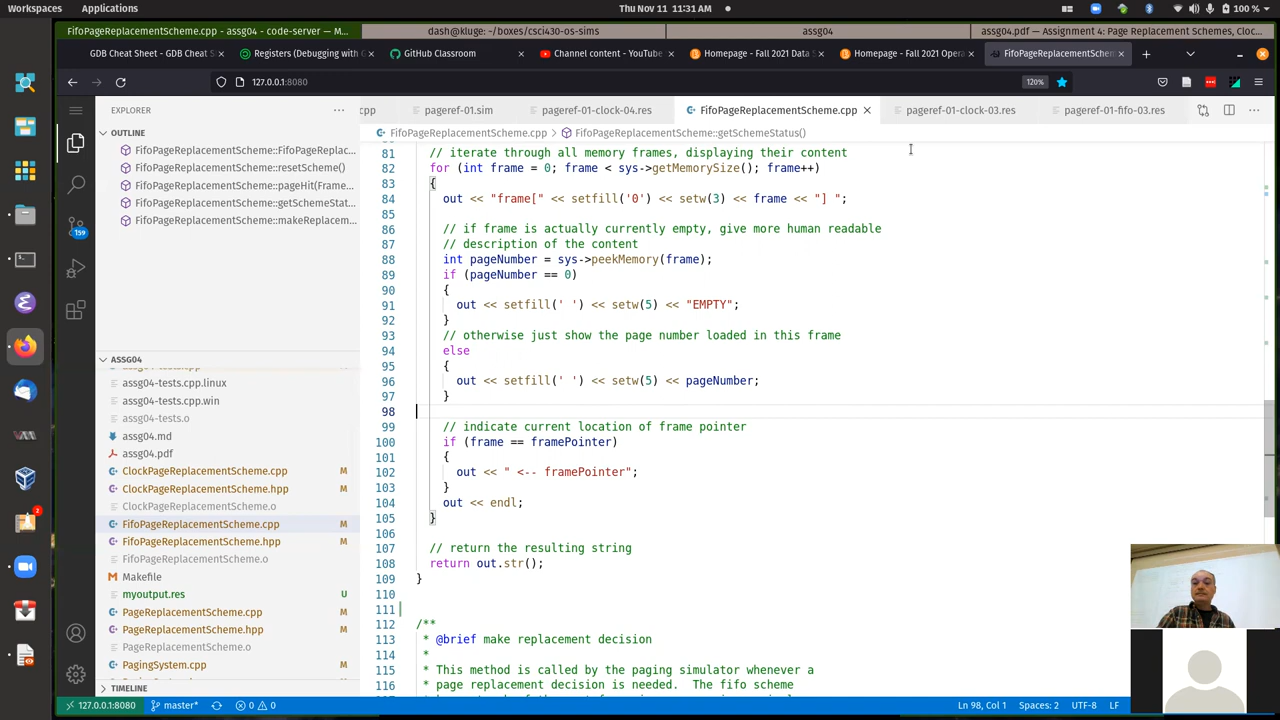 Workspaces Applications Thu Nov 11 11:31 AM 100 %
FifoPageReplacementScheme.cpp - assg04 - code-server — M... dash@kluge: ~/boxes/csci430-os-sims assg04 assg04.pdf — Assignment 4: Page Replacement Schemes, Cloc...
GDB Cheat Sheet - GDB Cheat S Registers (Debugging with G GitHub Classroom Channel content - YouTube Homepage - Fall 2021 Data S Homepage - Fall 2021 Opera FifoPageReplacementSchem
127.0.0.1:8080 120%
EXPLORER cpp pageref-01.sim pageref-01-clock-04.res FifoPageReplacementScheme.cpp pageref-01-clock-03.res pageref-01-fifo-03.res
OUTLINE
FifoPageReplacementScheme.cpp > FifoPageReplacementScheme::getSchemeStatus()
FifoPageReplacementScheme::FifoPageReplac...
FifoPageReplacementScheme::resetScheme()
FifoPageReplacementScheme::pageHit(Frame...
FifoPageReplacementScheme::getSchemeStat...
FifoPageReplacementScheme::makeReplacem...
159
ASSG04
assg04-tests.cpp
assg04-tests.cpp.linux
assg04-tests.cpp.win
assg04-tests.o
assg04.md
assg04.pdf
ClockPageReplacementScheme.cpp M
ClockPageReplacementScheme.hpp M
ClockPageReplacementScheme.o
FifoPageReplacementScheme.cpp M
2
FifoPageReplacementScheme.hpp M
FifoPageReplacementScheme.o
Makefile
myoutput.res U
PageReplacementScheme.cpp M
PageReplacementScheme.hpp M
PageReplacementScheme.o
PagingSystem.cpp M
TIMELINE
81 // iterate through all memory frames, displaying their content
82 for (int frame = 0; frame < sys->getMemorySize(); frame++)
83 {
84 out << "frame[" << setfill('0') << setw(3) << frame << "] ";
85
86 // if frame is actually currently empty, give more human readable
87 // description of the content
88 int pageNumber = sys->peekMemory(frame);
89 if (pageNumber == 0)
90 {
91 out << setfill(' ') << setw(5) << "EMPTY";
92 }
93 // otherwise just show the page number loaded in this frame
94 else
95 {
96 out << setfill(' ') << setw(5) << pageNumber;
97 }
98
99 // indicate current location of frame pointer
100 if (frame == framePointer)
101 {
102 out << " <-- framePointer";
103 }
104 out << endl;
105 }
106
107 // return the resulting string
108 return out.str();
109 }
110
111
112 /**
113 * @brief make replacement decision
114 *
115 * This method is called by the paging simulator whenever a
116 * page replacement decision is needed. The fifo scheme
127.0.0.1:8080 master* 0 0 Ln 98, Col 1 Spaces: 2 UTF-8 LF